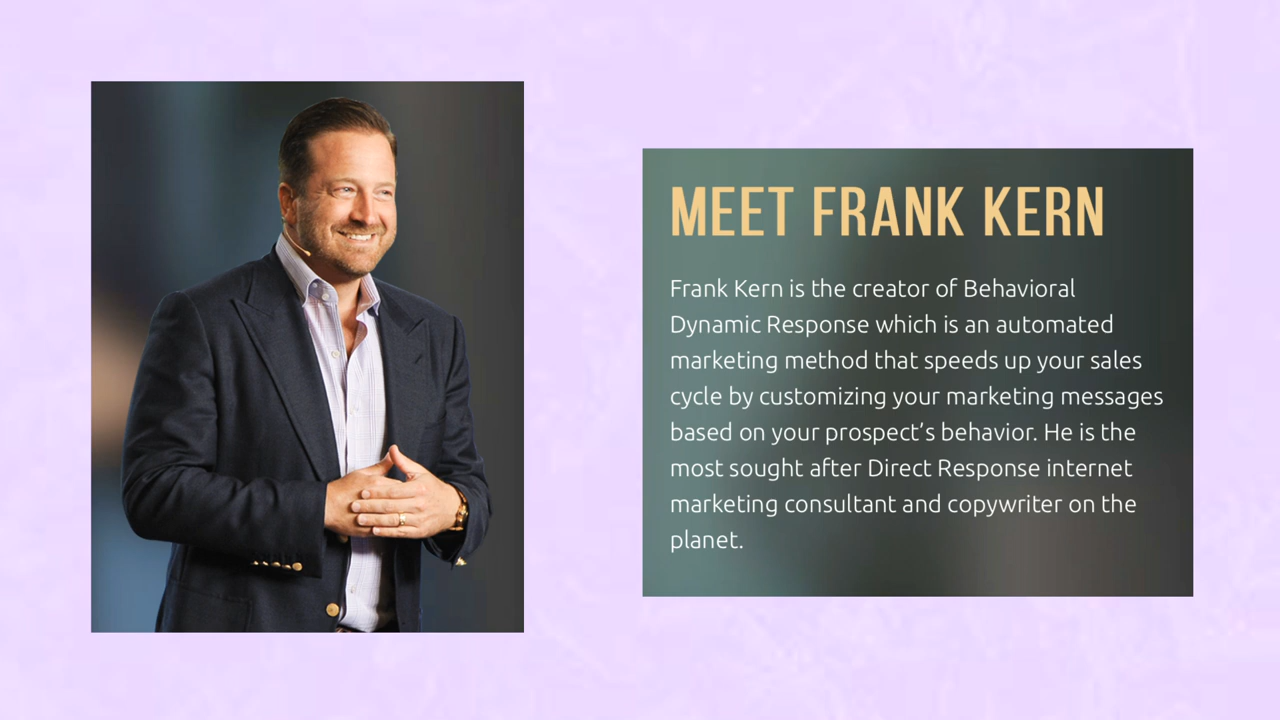 MEET FRANK KERN
Frank Kern is the creator of Behavioral
Dynamic Response which is an automated
marketing method that speeds up your sales
cycle by customizing your marketing messages
based on your prospect’s behavior. He is the
most sought after Direct Response internet
marketing consultant and copywriter on the
planet.